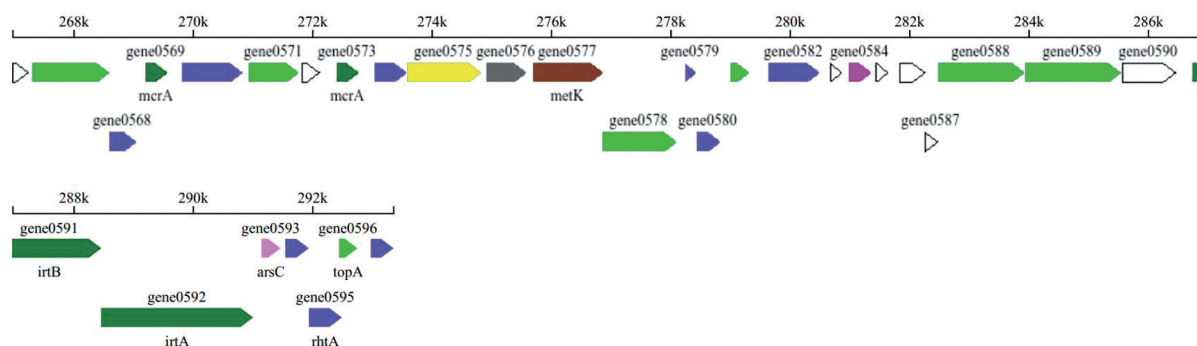 268k 270k 272k 274k 276k 278k 280k 282k 284k 286k
gene0569 gene0571 gene0573 gene0575 gene0576 gene0577 gene0579 gene0582 gene0584 gene0588 gene0589 gene0590
mcrA mcrA metK
gene0568 gene0578 gene0580 gene0587
288k 290k 292k
gene0591 gene0593 gene0596
irtB arsC topA
gene0592 gene0595
irtA rhtA